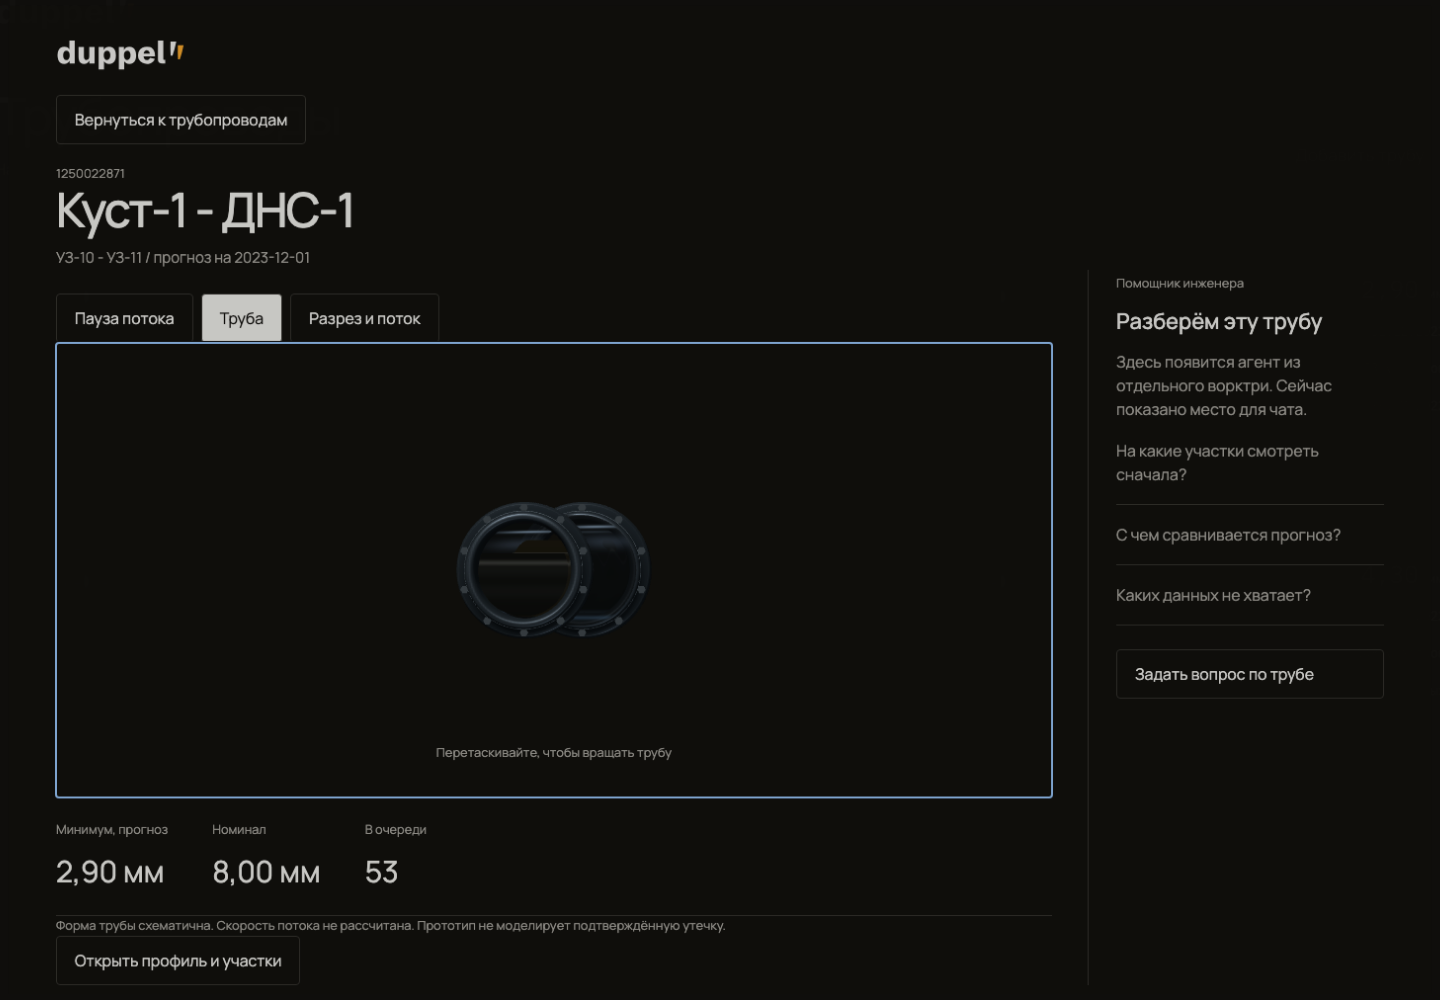 duppel
Вернуться к трубопроводам
1250022871
Куст-1 - ДНС-1
УЗ-10 - УЗ-11 / прогноз на 2023-12-01
Пауза потока
Труба
Разрез и поток
Перетаскивайте, чтобы вращать трубу
Минимум, прогноз
Номинал
В очереди
2,90 мм
8,00 мм
53
Форма трубы схематична. Скорость потока не рассчитана. Прототип не моделирует подтверждённую утечку.
Открыть профиль и участки
Помощник инженера
Разберём эту трубу
Здесь появится агент из
отдельного ворктри. Сейчас
показано место для чата.
На какие участки смотреть
сначала?
С чем сравнивается прогноз?
Каких данных не хватает?
Задать вопрос по трубе